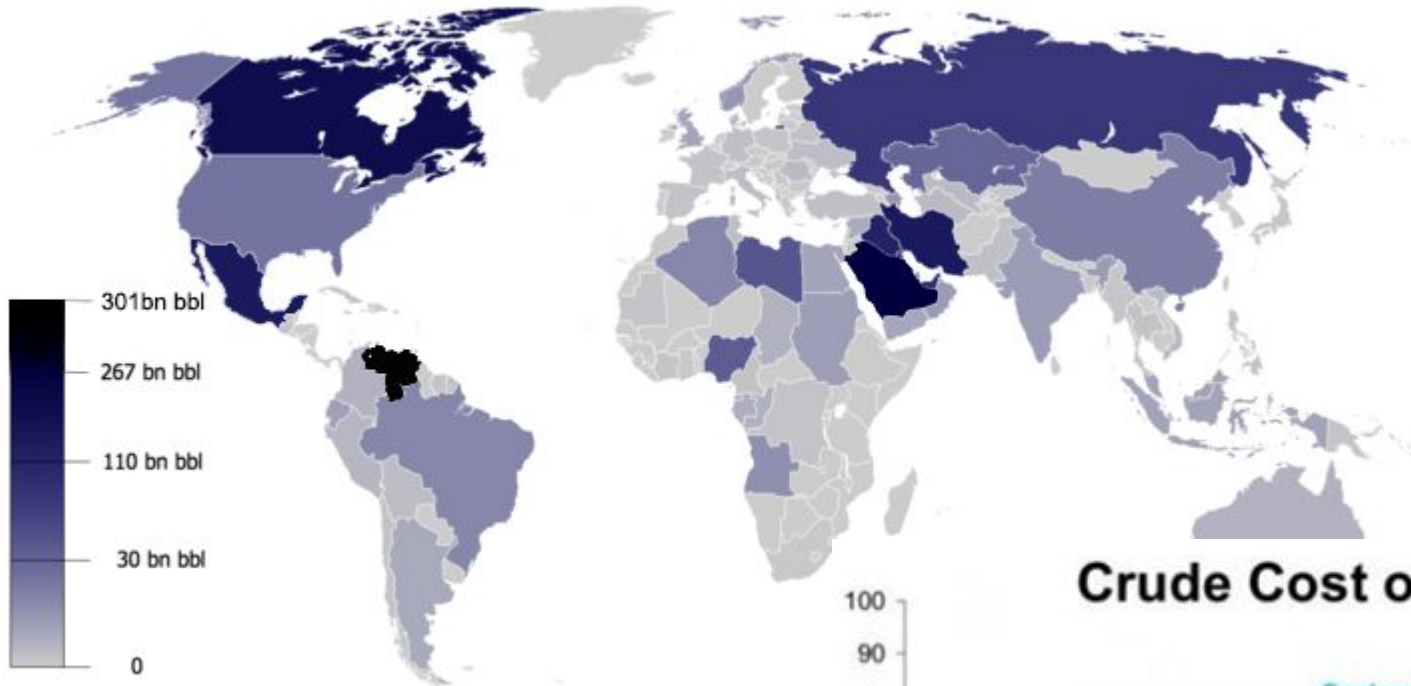 301bn bbl
267 bn bbl
110 bn bbl
30 bn bbl
0
Crude Cost o
100
90